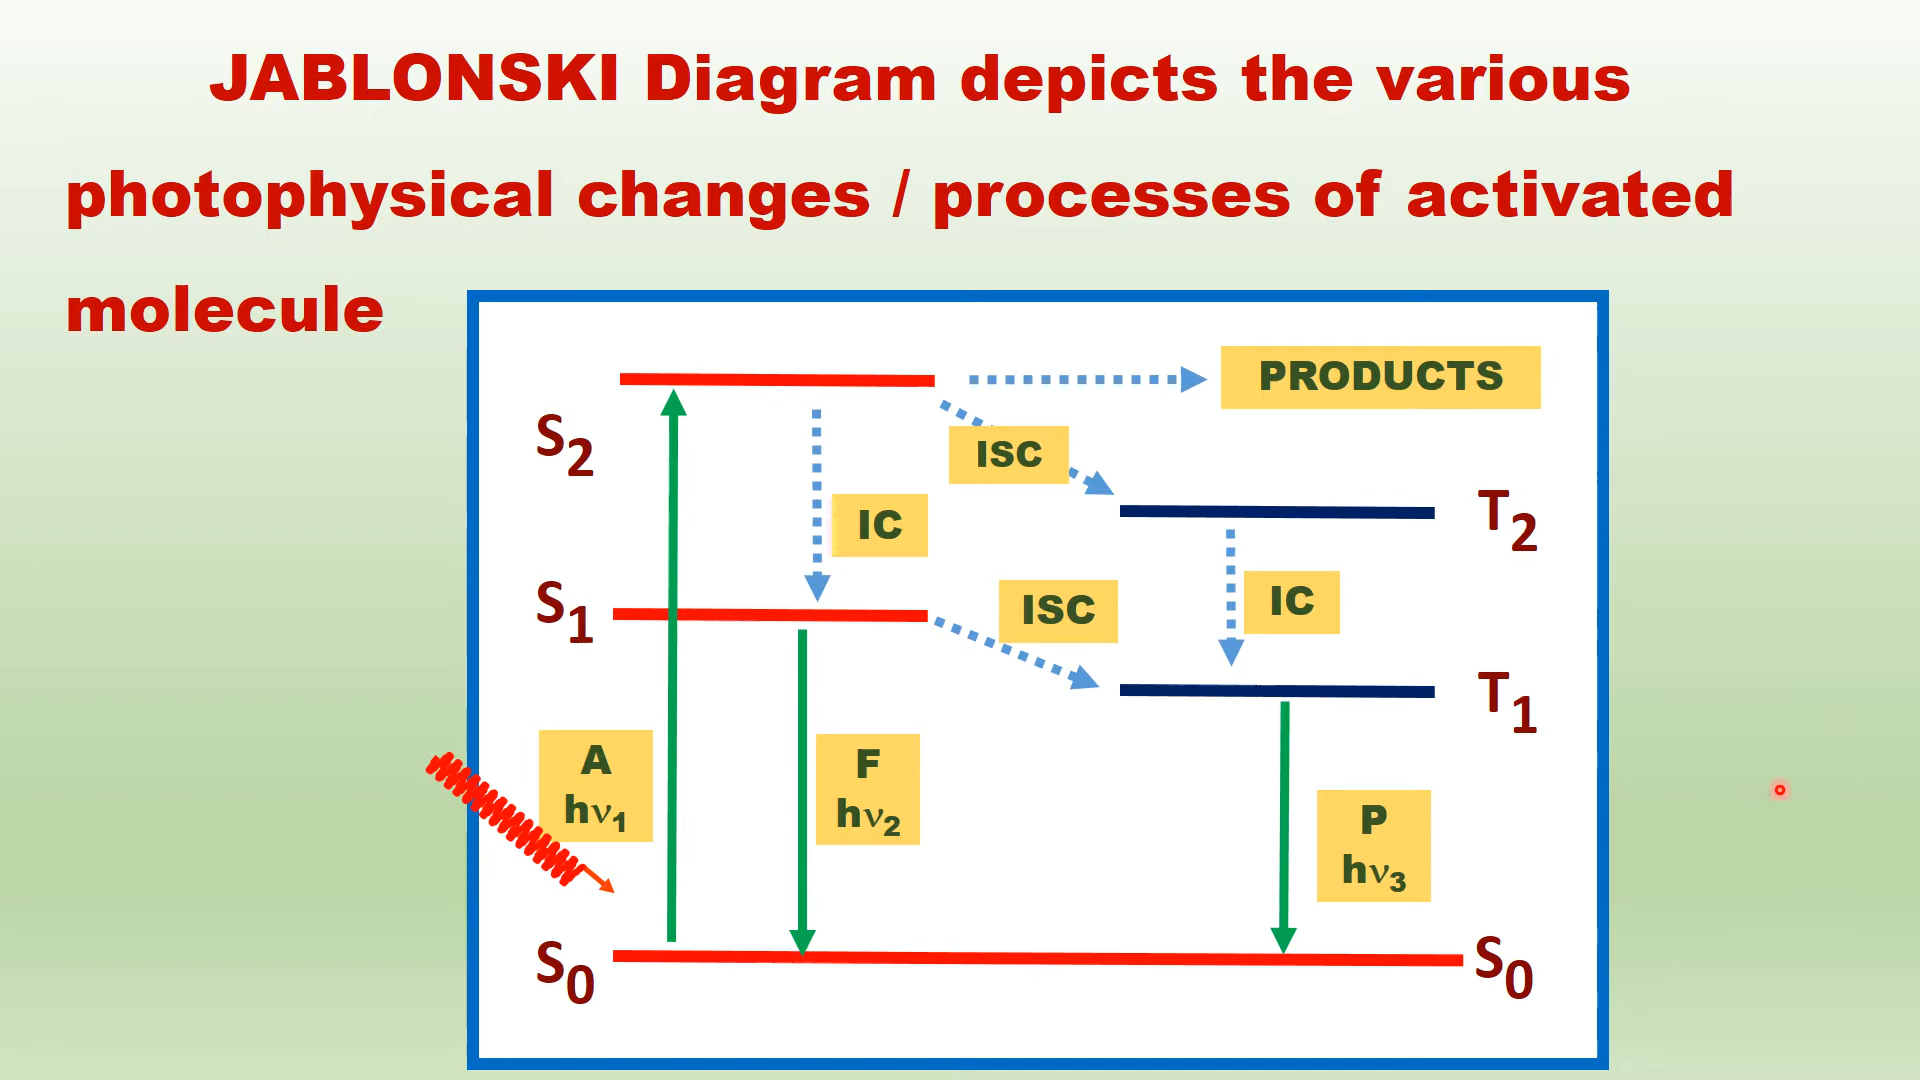 JABLONSKI Diagram depicts the various
photophysical changes / processes of activated
molecule
PRODUCTS
S2
ISC
T2
IC
S1
ISC
IC
T1
A
hν1
F
hν2
P
hν3
S0
S0